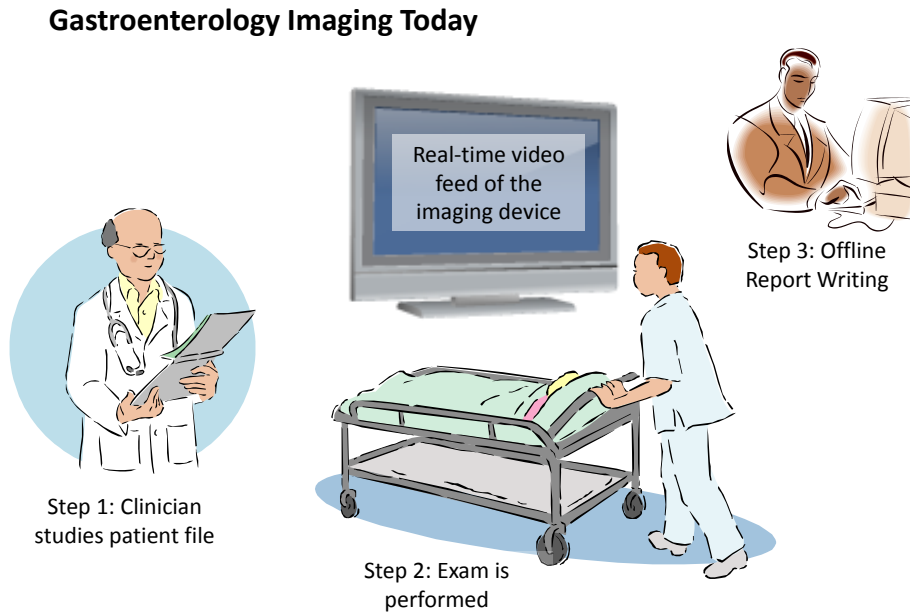 Gastroenterology Imaging Today
Real-time video
feed of the
imaging device
Step 3: Offline
Report Writing
Step 1: Clinician
studies patient file
Step 2: Exam is
performed